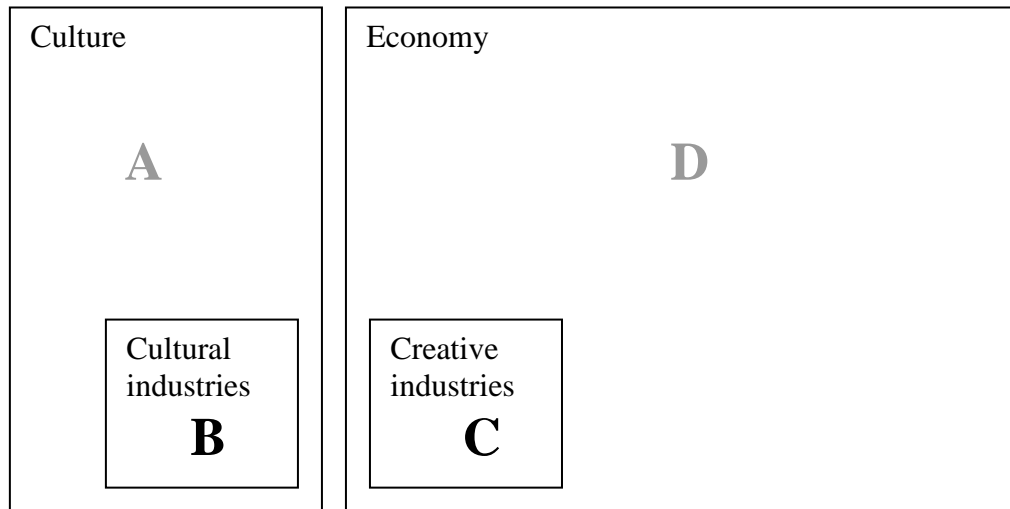 Culture
Economy
A
D
Cultural
industries
B
Creative
industries
C